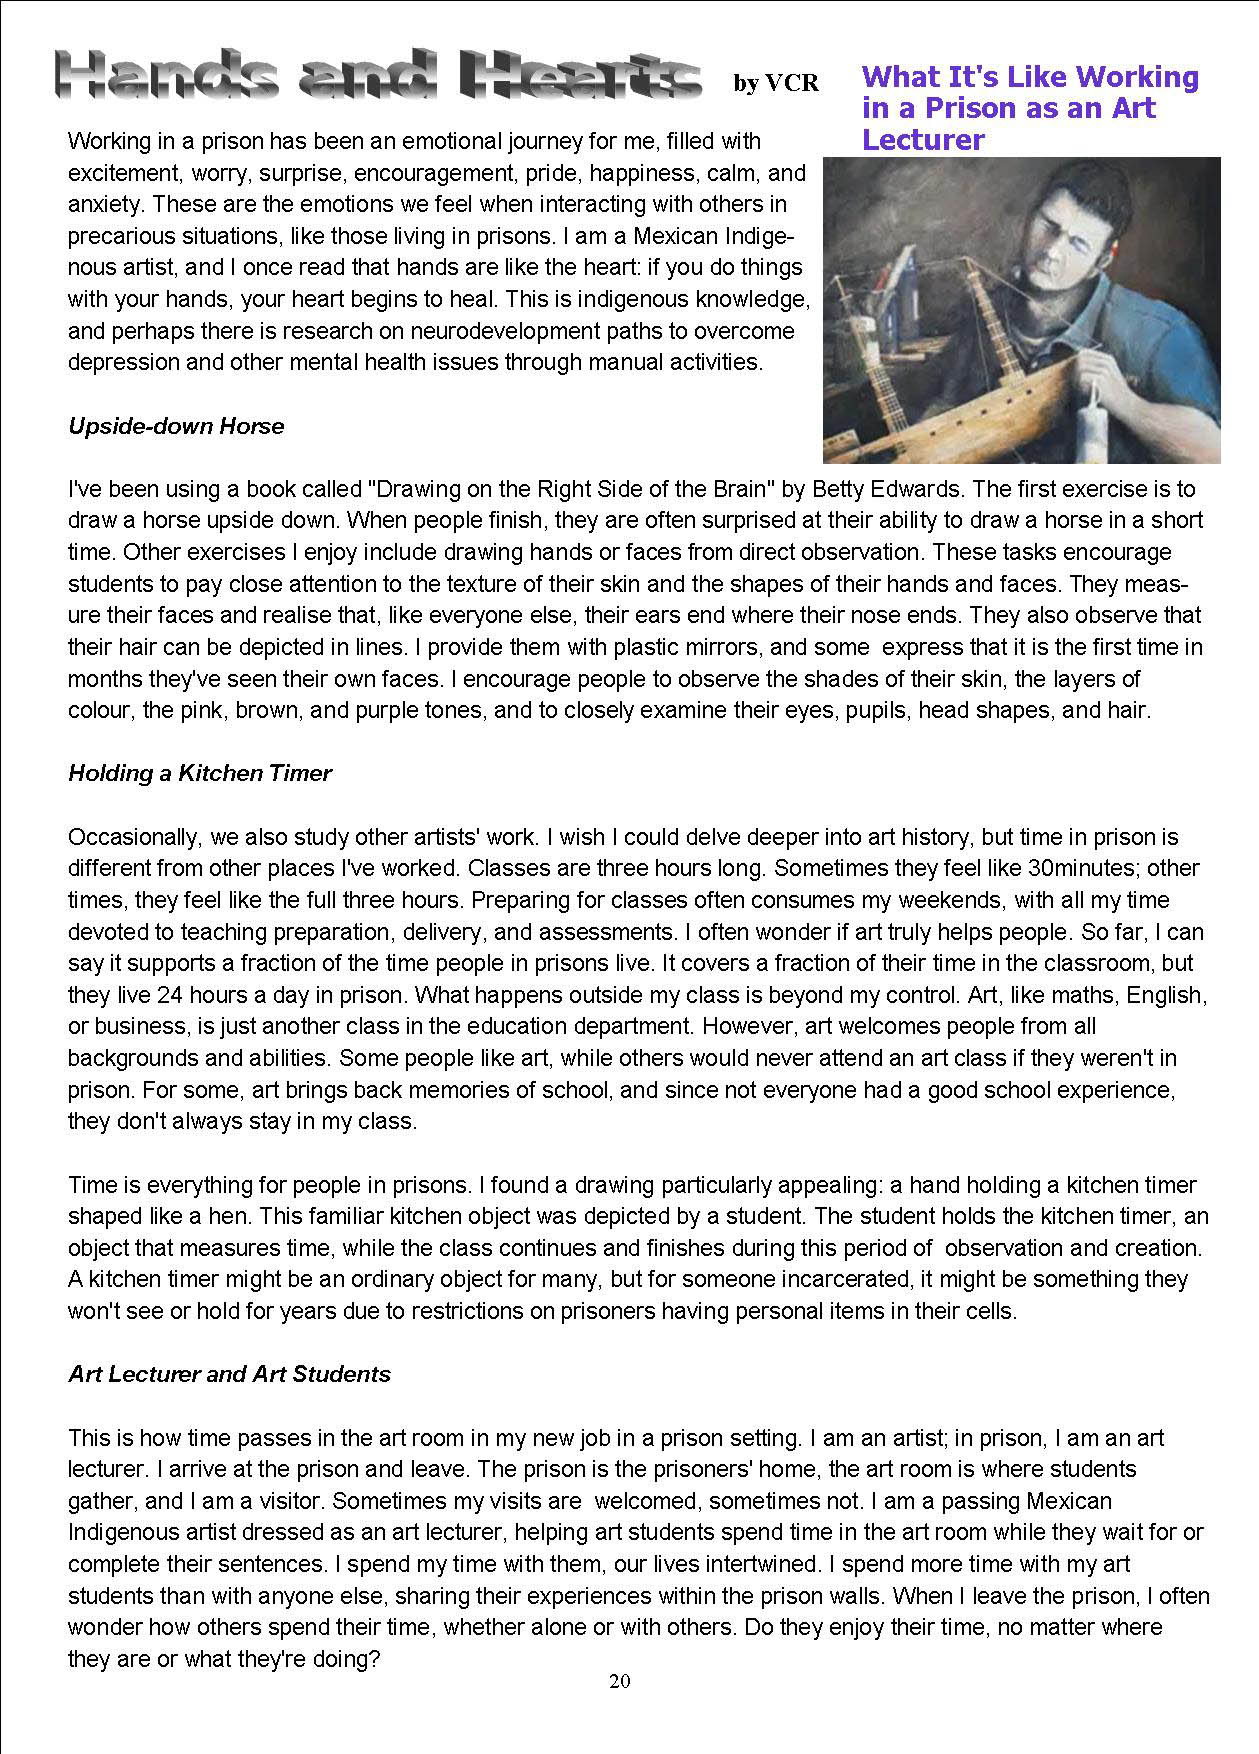 Hands and Hearts by VCR
What It's Like Working
in a Prison as an Art
Lecturer
Working in a prison has been an emotional journey for me, filled with
excitement, worry, surprise, encouragement, pride, happiness, calm, and
anxiety. These are the emotions we feel when interacting with others in
precarious situations, like those living in prisons. I am a Mexican Indige-
nous artist, and I once read that hands are like the heart: if you do things
with your hands, your heart begins to heal. This is indigenous knowledge,
and perhaps there is research on neurodevelopment paths to overcome
depression and other mental health issues through manual activities.
Upside-down Horse
I've been using a book called "Drawing on the Right Side of the Brain" by Betty Edwards. The first exercise is to
draw a horse upside down. When people finish, they are often surprised at their ability to draw a horse in a short
time. Other exercises I enjoy include drawing hands or faces from direct observation. These tasks encourage
students to pay close attention to the texture of their skin and the shapes of their hands and faces. They meas-
ure their faces and realise that, like everyone else, their ears end where their nose ends. They also observe that
their hair can be depicted in lines. I provide them with plastic mirrors, and some  express that it is the first time in
months they've seen their own faces. I encourage people to observe the shades of their skin, the layers of
colour, the pink, brown, and purple tones, and to closely examine their eyes, pupils, head shapes, and hair.
Holding a Kitchen Timer
Occasionally, we also study other artists' work. I wish I could delve deeper into art history, but time in prison is
different from other places I've worked. Classes are three hours long. Sometimes they feel like 30minutes; other
times, they feel like the full three hours. Preparing for classes often consumes my weekends, with all my time
devoted to teaching preparation, delivery, and assessments. I often wonder if art truly helps people. So far, I can
say it supports a fraction of the time people in prisons live. It covers a fraction of their time in the classroom, but
they live 24 hours a day in prison. What happens outside my class is beyond my control. Art, like maths, English,
or business, is just another class in the education department. However, art welcomes people from all
backgrounds and abilities. Some people like art, while others would never attend an art class if they weren't in
prison. For some, art brings back memories of school, and since not everyone had a good school experience,
they don't always stay in my class.
Time is everything for people in prisons. I found a drawing particularly appealing: a hand holding a kitchen timer
shaped like a hen. This familiar kitchen object was depicted by a student. The student holds the kitchen timer, an
object that measures time, while the class continues and finishes during this period of  observation and creation.
A kitchen timer might be an ordinary object for many, but for someone incarcerated, it might be something they
won't see or hold for years due to restrictions on prisoners having personal items in their cells.
Art Lecturer and Art Students
This is how time passes in the art room in my new job in a prison setting. I am an artist; in prison, I am an art
lecturer. I arrive at the prison and leave. The prison is the prisoners' home, the art room is where students
gather, and I am a visitor. Sometimes my visits are  welcomed, sometimes not. I am a passing Mexican
Indigenous artist dressed as an art lecturer, helping art students spend time in the art room while they wait for or
complete their sentences. I spend my time with them, our lives intertwined. I spend more time with my art
students than with anyone else, sharing their experiences within the prison walls. When I leave the prison, I often
wonder how others spend their time, whether alone or with others. Do they enjoy their time, no matter where
they are or what they're doing?
20